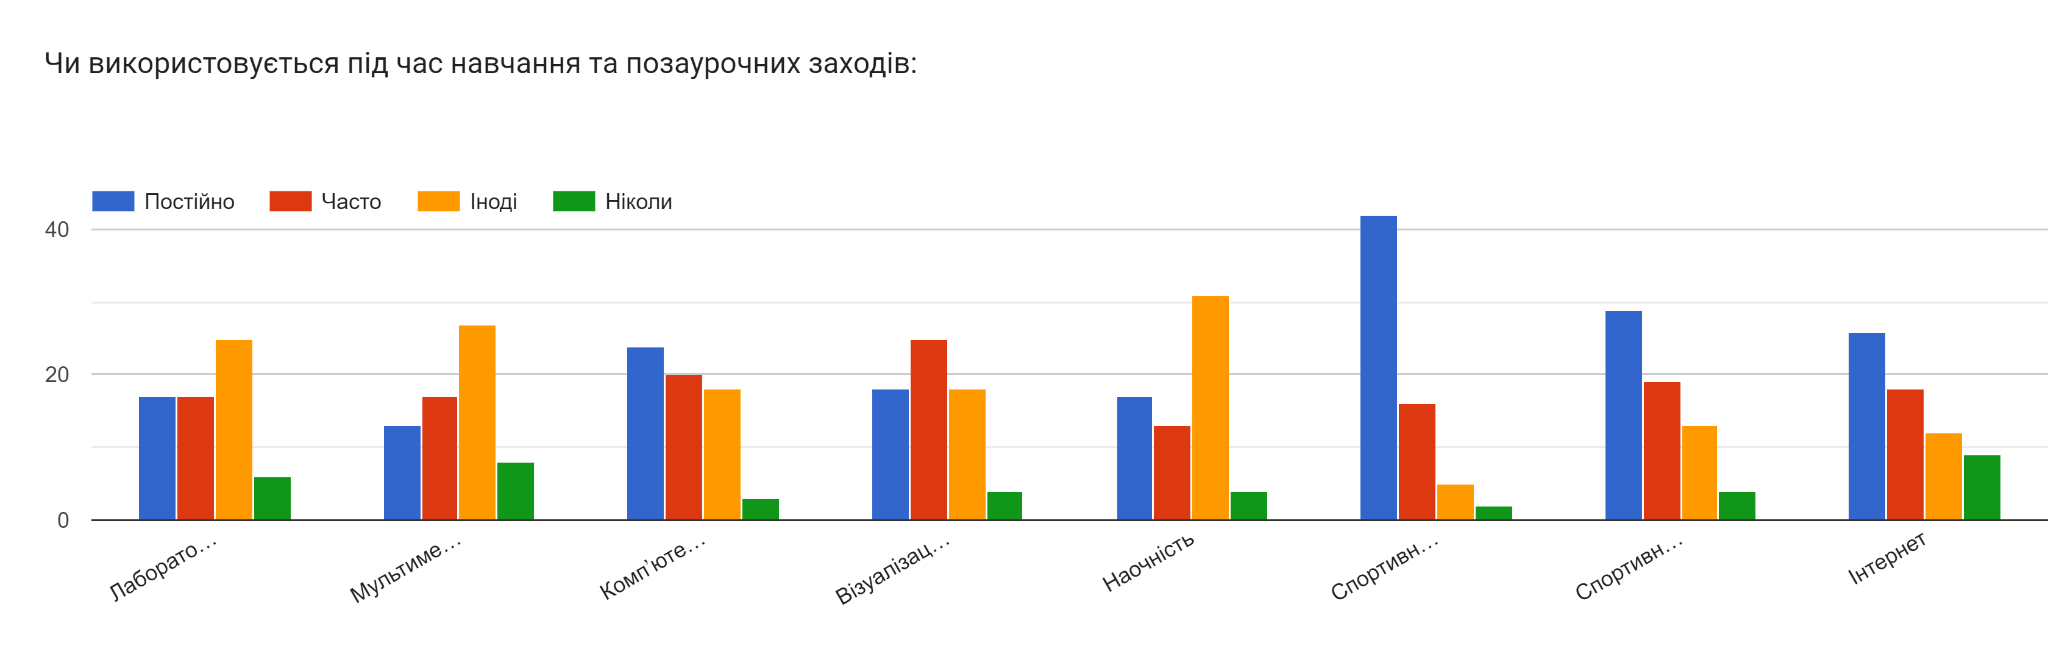 Чи використовується під час навчання та позаурочних заходів:
Постійно Часто Іноді Ніколи
40
20
0
Лаборато…
Мультиме…
Комп'юте…
Візуалізац…
Наочність
Спортивн…
Спортивн…
Інтернет